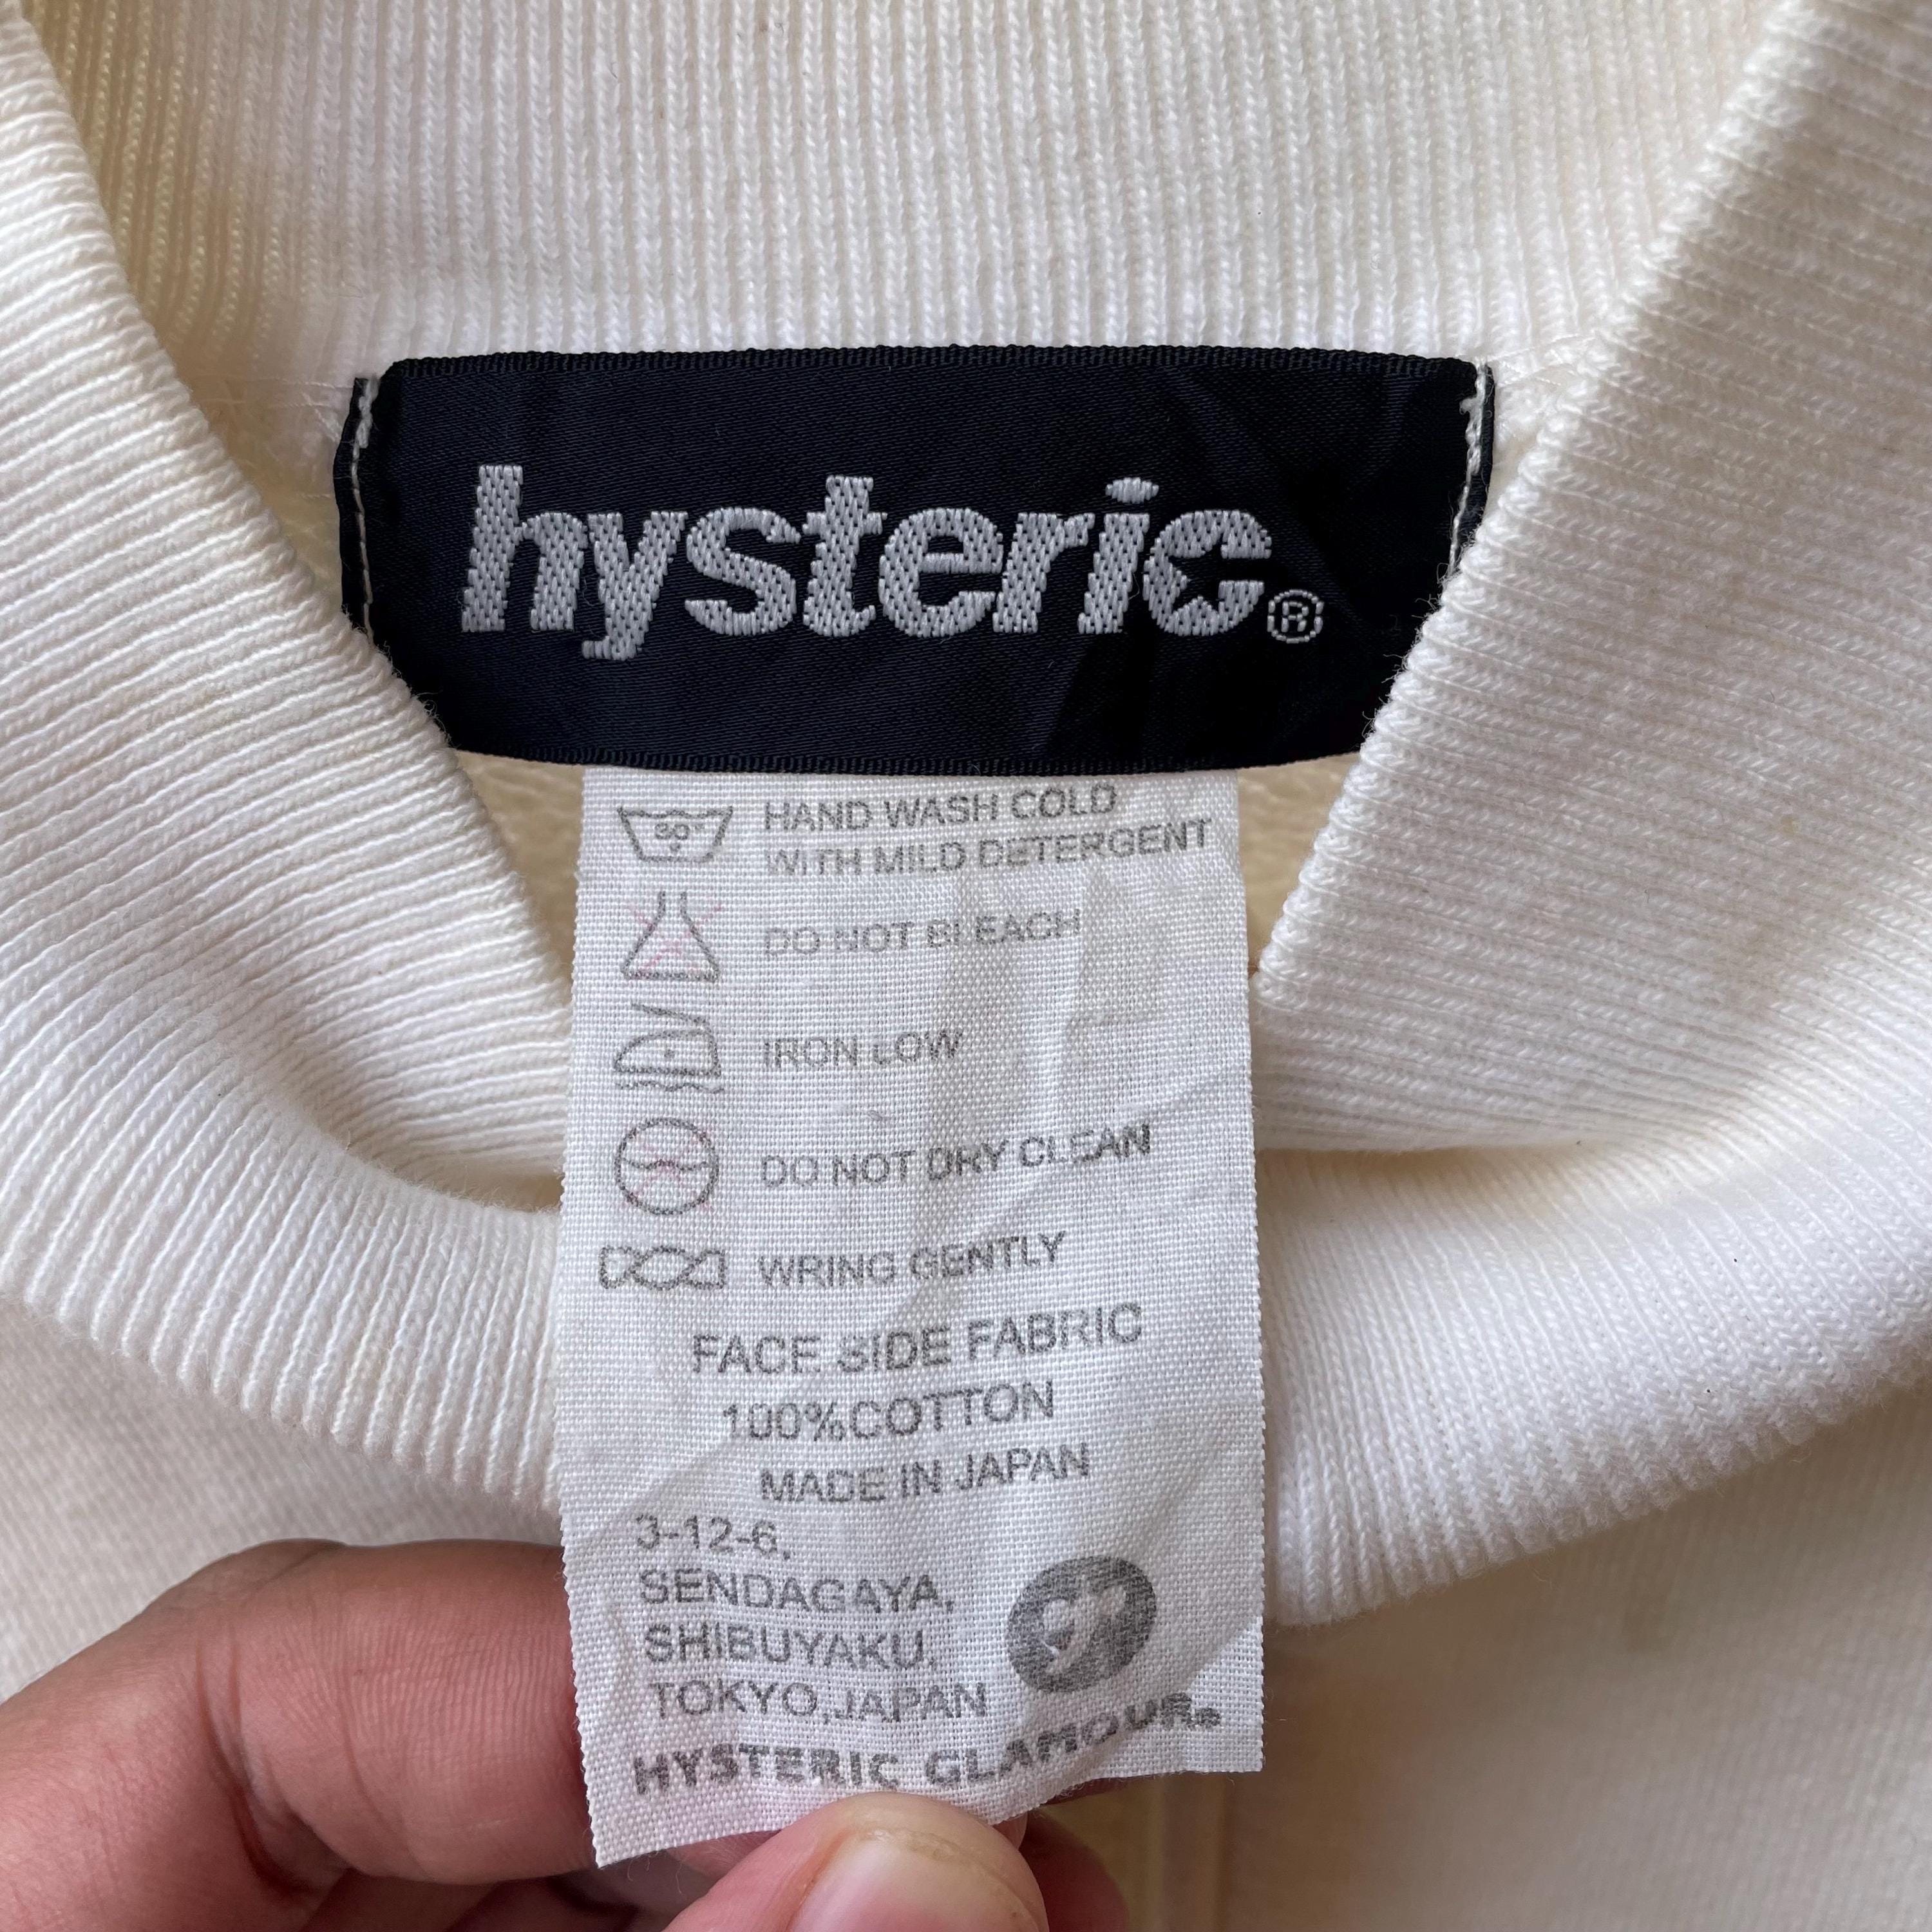 hysteric®
30
HAND WASH COLD
WITH MILD DETERGENT
DO NOT BLEACH
IRON LOW
DO NOT DRY CLEAN
WRING GENTLY
FACE SIDE FABRIC
100%COTTON
MADE IN JAPAN
3-12-6,
SENDAGAYA,
SHIBUYAKU,
TOKYO,JAPAN
HYSTERIC GLAMOUR®